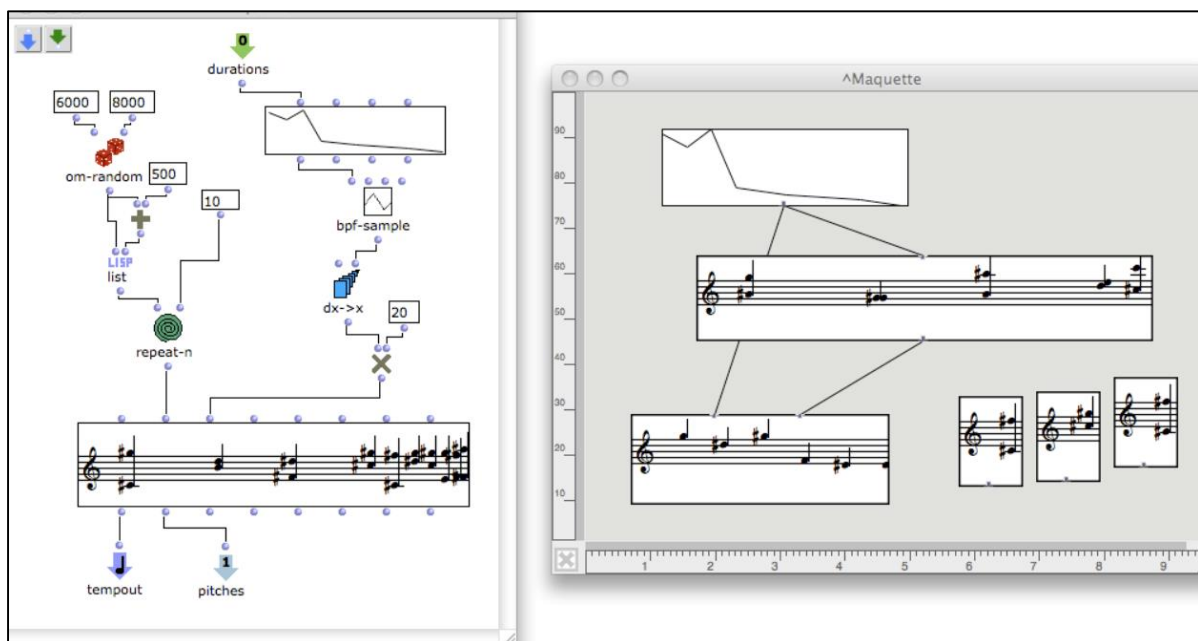 0
durations
6000 8000
om-random
500
10
bpf-sample
LISP
list
dx->x
20
repeat-n
tempout
1
pitches
^Maquette
90
80
70
60
50
40
30
20
10
1 2 3 4 5 6 7 8 9